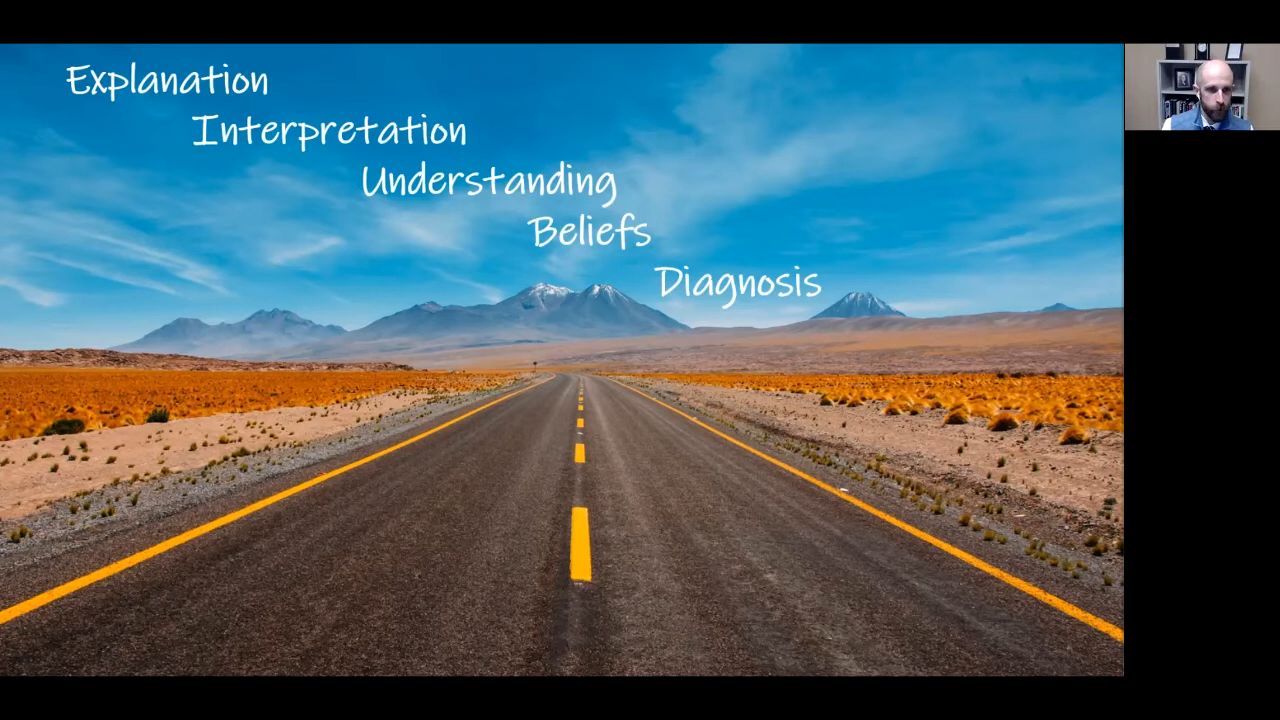 Explanation
Interpretation
Understanding
Beliefs
Diagnosis